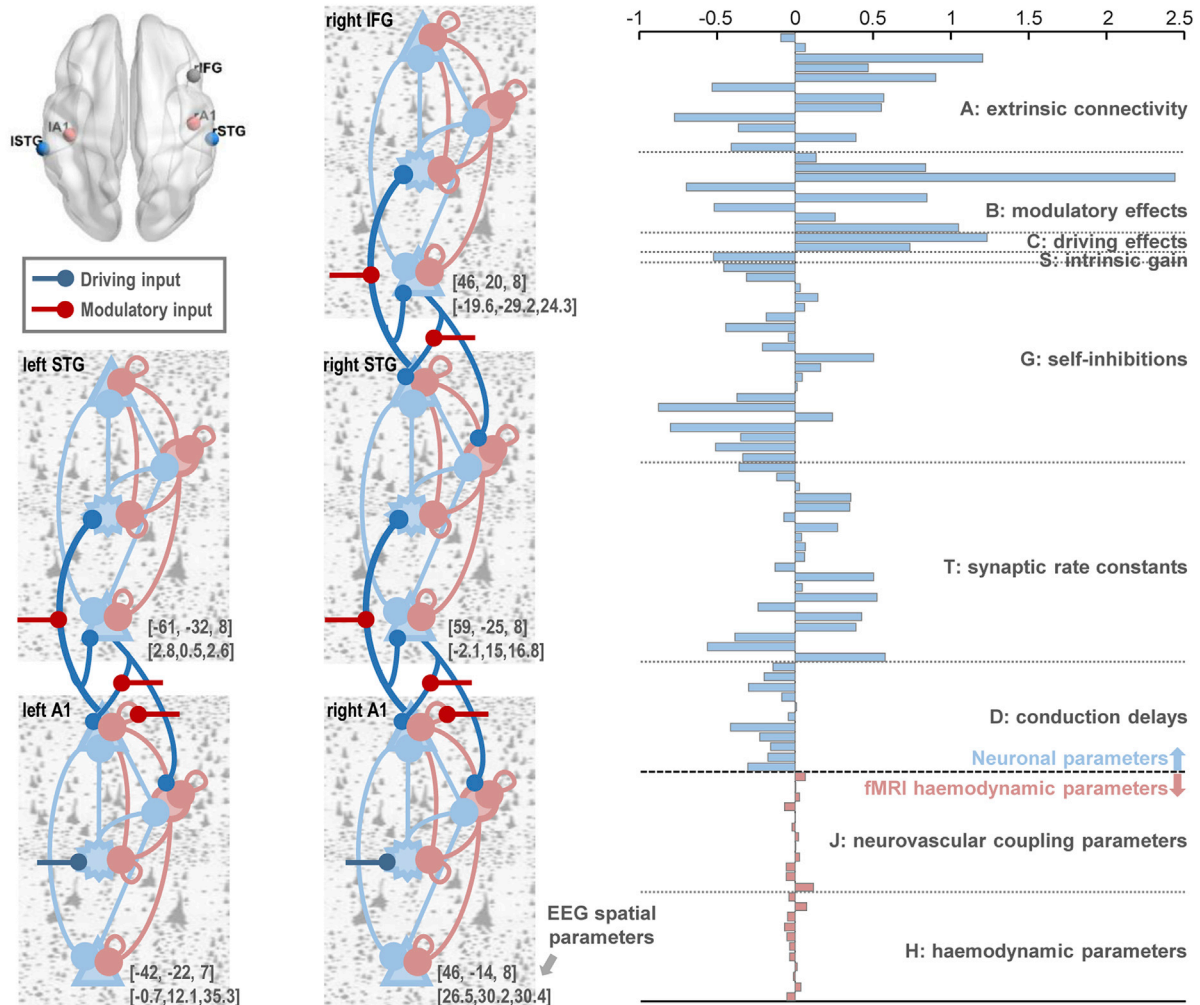 rIFG
lA1
rA1
lSTG
rSTG
Driving input
Modulatory input
right IFG
[46, 20, 8]
[-19.6,-29.2,24.3]
left STG
[-61, -32, 8]
[2.8,0.5,2.6]
right STG
[59, -25, 8]
[-2.1,15,16.8]
left A1
[-42, -22, 7]
[-0.7,12.1,35.3]
right A1
[46, -14, 8]
[26.5,30.2,30.4]
EEG spatial
parameters
-1 -0.5 0 0.5 1 1.5 2 2.5
A: extrinsic connectivity
B: modulatory effects
C: driving effects
S: intrinsic gain
G: self-inhibitions
T: synaptic rate constants
D: conduction delays
Neuronal parameters
fMRI haemodynamic parameters
J: neurovascular coupling parameters
H: haemodynamic parameters